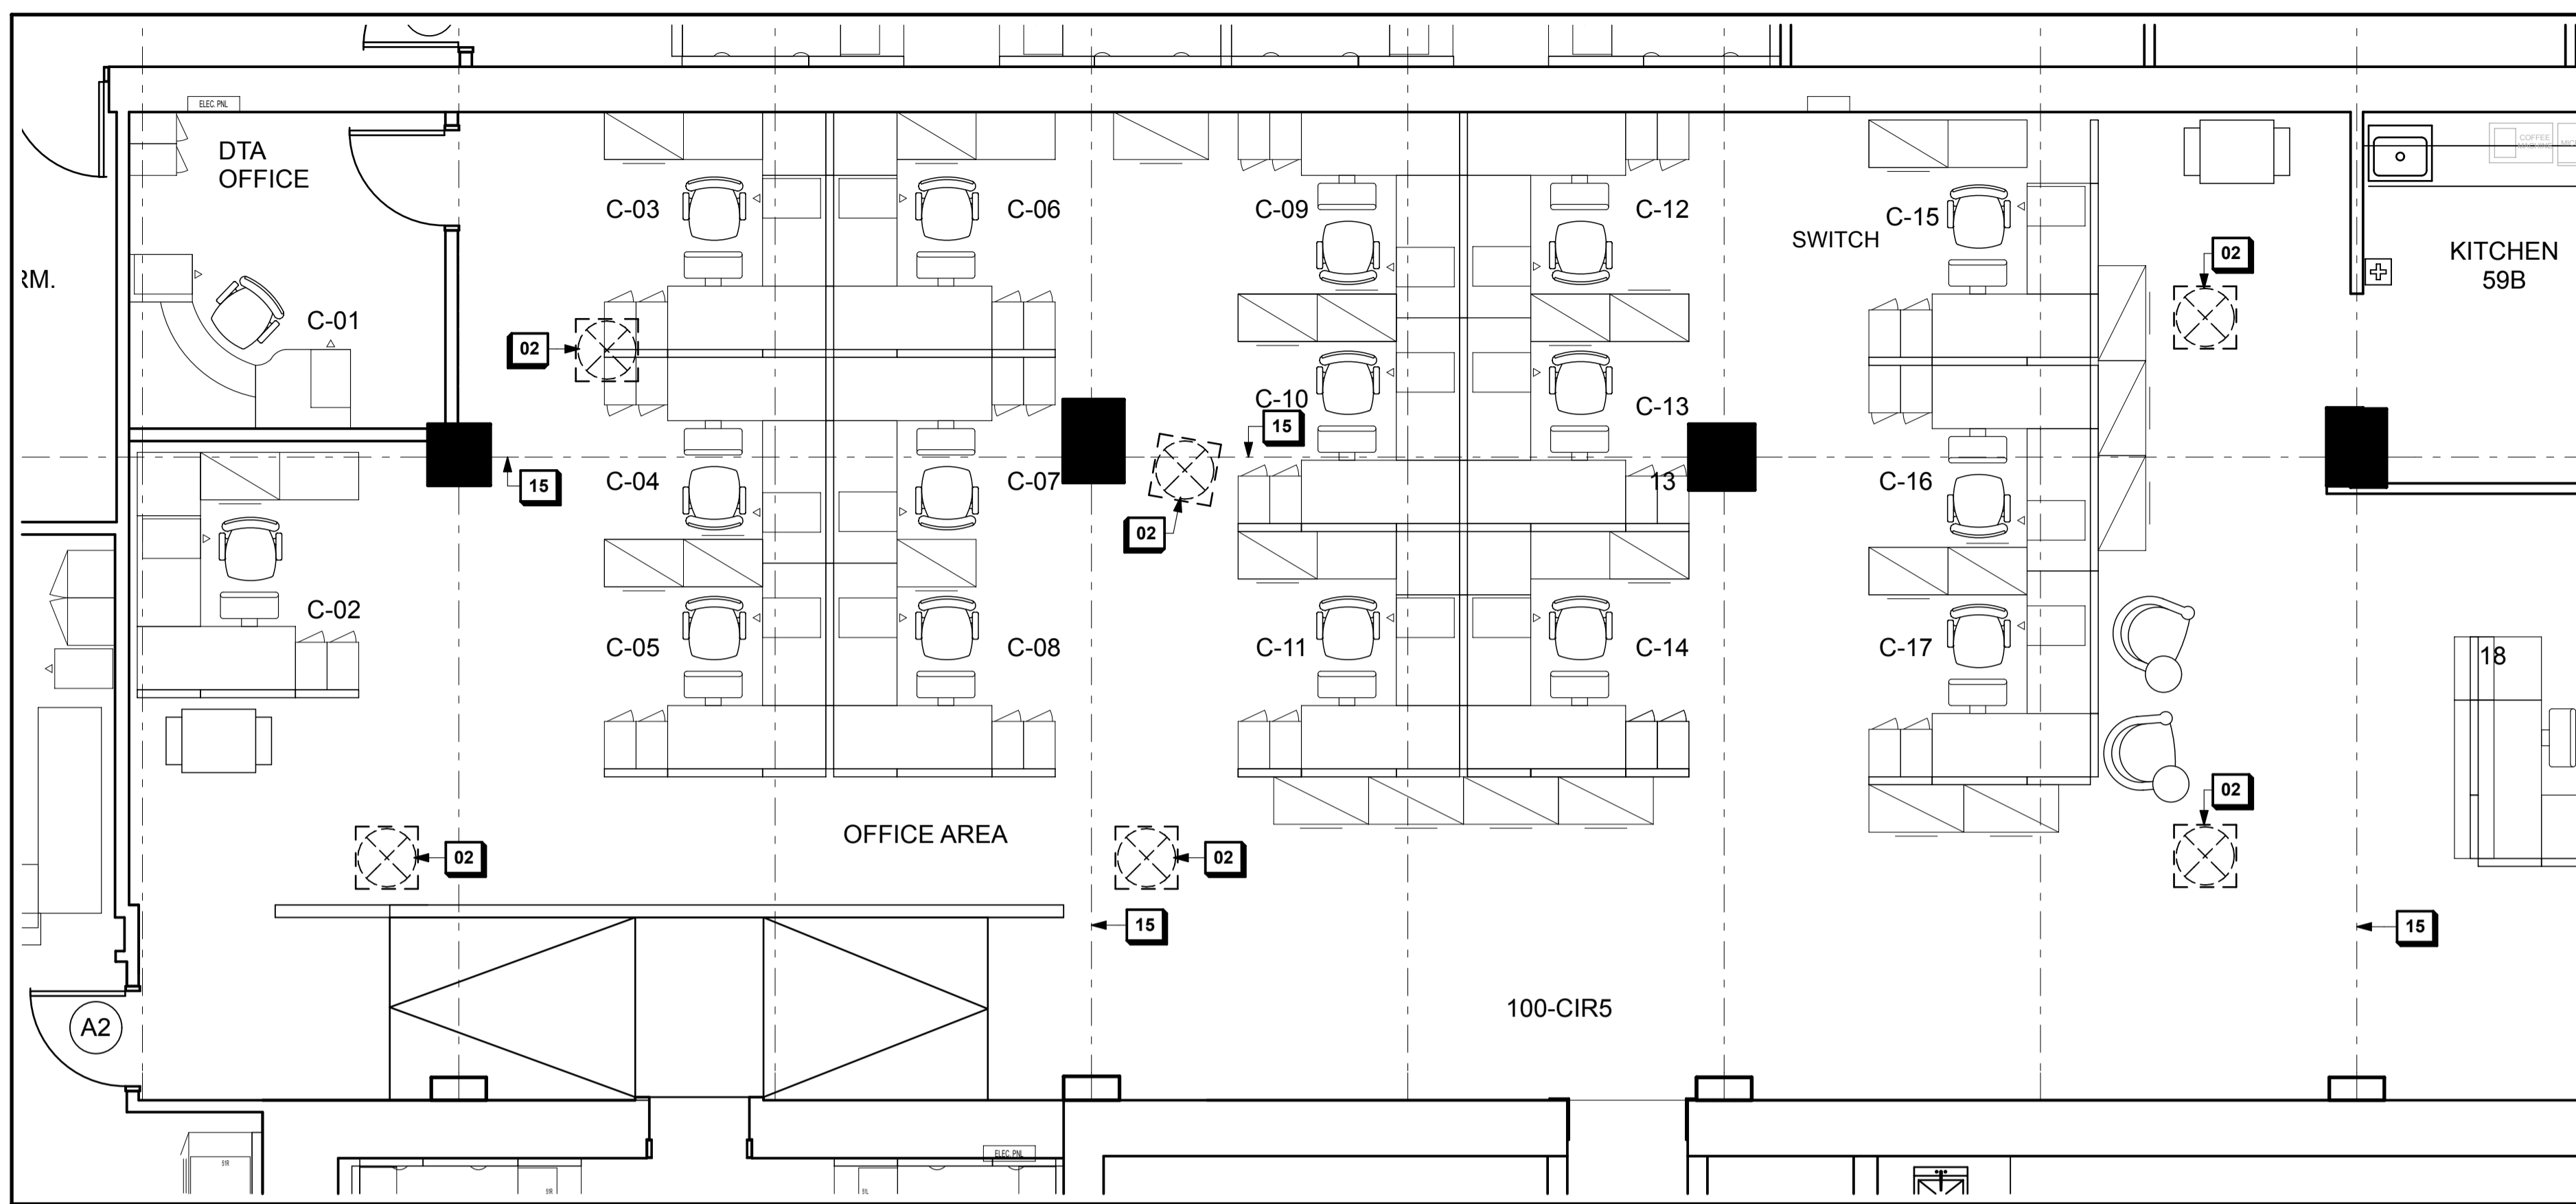 ELEC. PNL
DTA
OFFICE
COFFEE
MACHINE
C-03
C-06
C-09
C-12
C-15
SWITCH
02
KITCHEN
59B
RM.
C-01
02
C-10
C-13
15
15
C-04
C-07
13
C-16
02
C-02
C-05
C-08
C-11
C-14
C-17
18
02
OFFICE AREA
02
02
15
15
100-CIR5
A2
ELEC. PNL